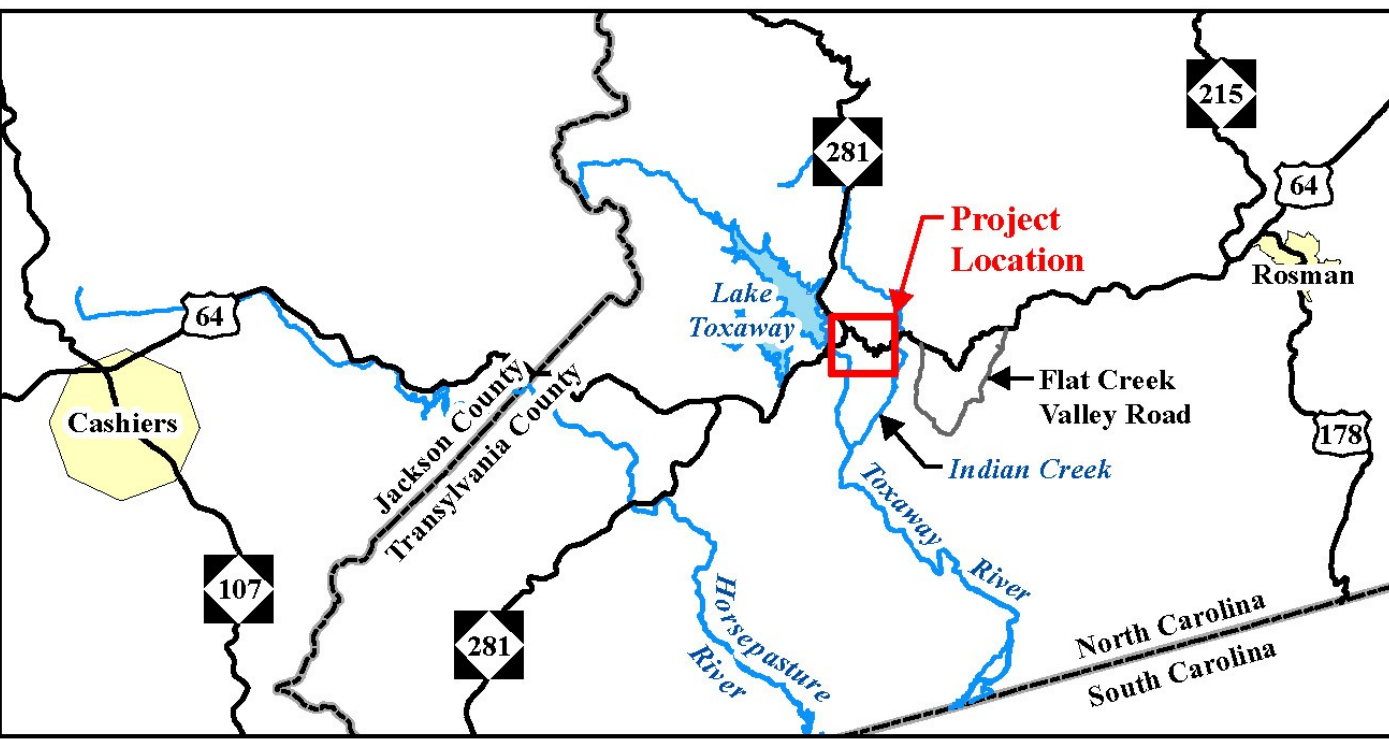 215
281
64
Project
Location
Rosman
Lake
Toxaway
64
Flat Creek
Valley Road
Cashiers
178
Jackson County
Transylvania County
Indian Creek
Toxaway
River
107
Horsepasture
River
281
North Carolina
South Carolina